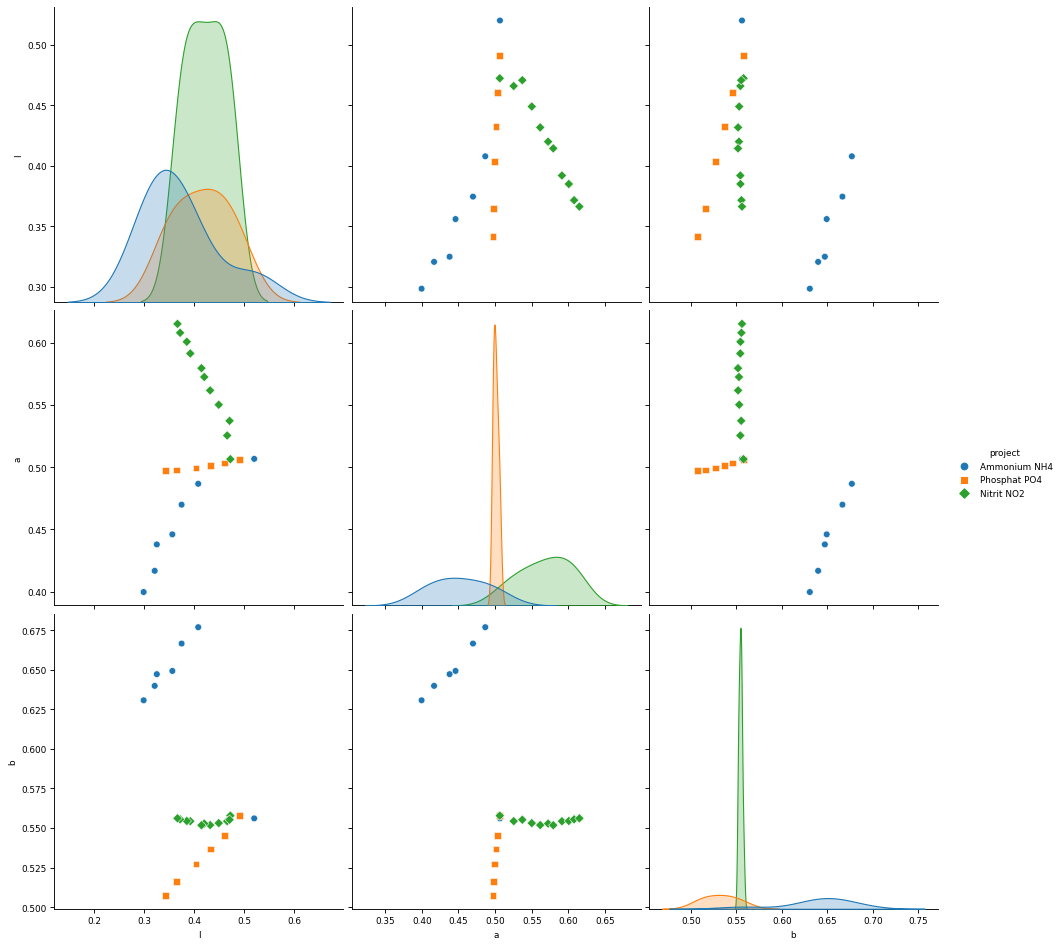 l
0.50
0.45
0.40
0.35
0.30
a
0.60
0.55
0.50
0.45
0.40
project
Ammonium NH4
Phosphat PO4
Nitrit NO2
b
0.675
0.650
0.625
0.600
0.575
0.550
0.525
0.500
0.2 0.3 0.4 0.5 0.6
0.35 0.40 0.45 0.50 0.55 0.60 0.65
0.50 0.55 0.60 0.65 0.70 0.75
l a b